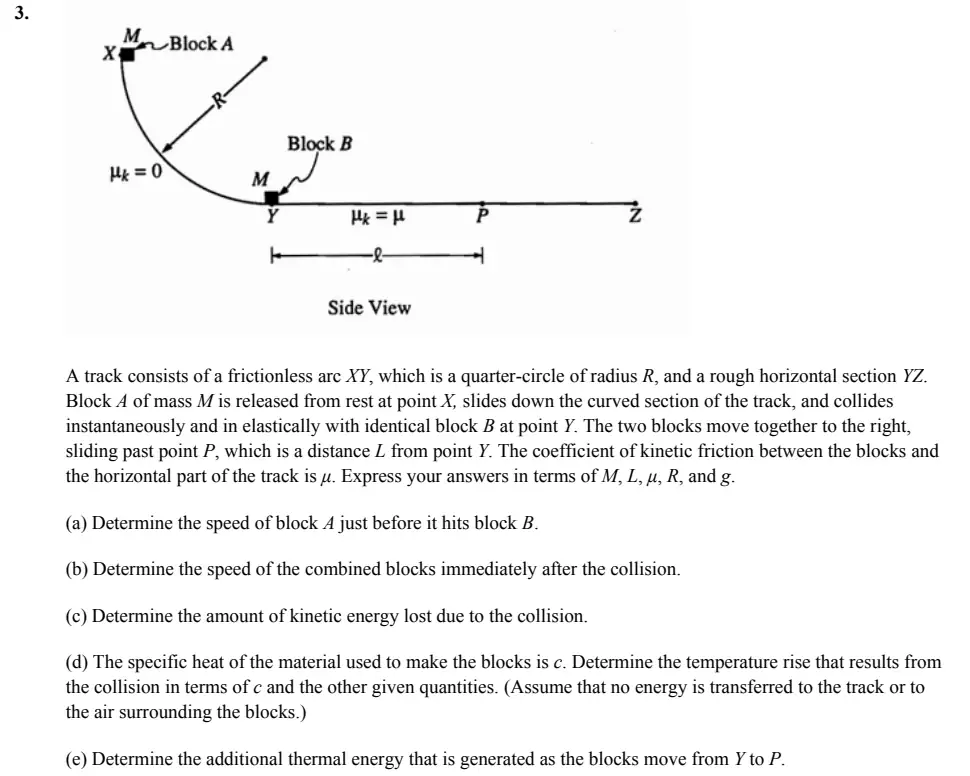 3.
M
X
Block A
R
Block B
μk = 0
M
Y
μk = μ
P
Z
ℓ
Side View
A track consists of a frictionless arc XY, which is a quarter-circle of radius R, and a rough horizontal section YZ.
Block A of mass M is released from rest at point X, slides down the curved section of the track, and collides
instantaneously and in elastically with identical block B at point Y. The two blocks move together to the right,
sliding past point P, which is a distance L from point Y. The coefficient of kinetic friction between the blocks and
the horizontal part of the track is μ. Express your answers in terms of M, L, μ, R, and g.
(a) Determine the speed of block A just before it hits block B.
(b) Determine the speed of the combined blocks immediately after the collision.
(c) Determine the amount of kinetic energy lost due to the collision.
(d) The specific heat of the material used to make the blocks is c. Determine the temperature rise that results from
the collision in terms of c and the other given quantities. (Assume that no energy is transferred to the track or to
the air surrounding the blocks.)
(e) Determine the additional thermal energy that is generated as the blocks move from Y to P.